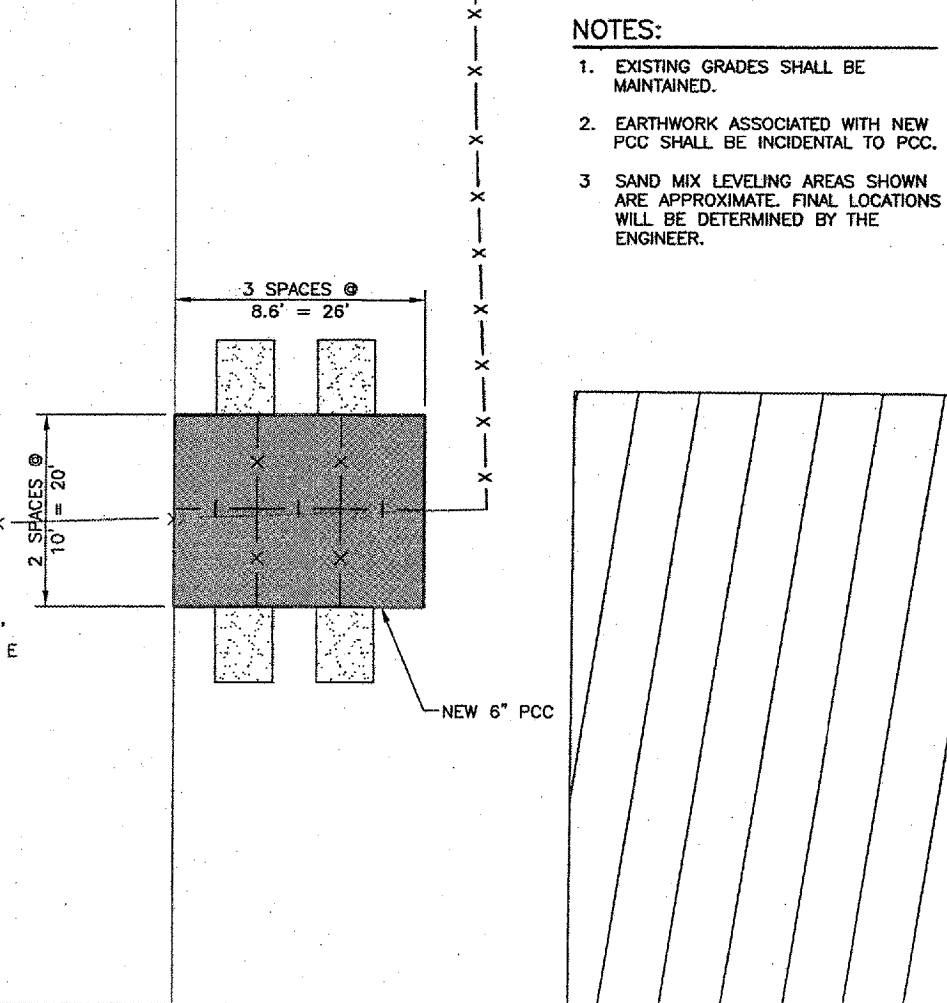 NOTES:
1. EXISTING GRADES SHALL BE
MAINTAINED.
2. EARTHWORK ASSOCIATED WITH NEW
PCC SHALL BE INCIDENTAL TO PCC.
3 SAND MIX LEVELING AREAS SHOWN
ARE APPROXIMATE. FINAL LOCATIONS
WILL BE DETERMINED BY THE
ENGINEER.
3 SPACES @
8.6' = 26'
2 SPACES @
10' = 20'
E
NEW 6" PCC